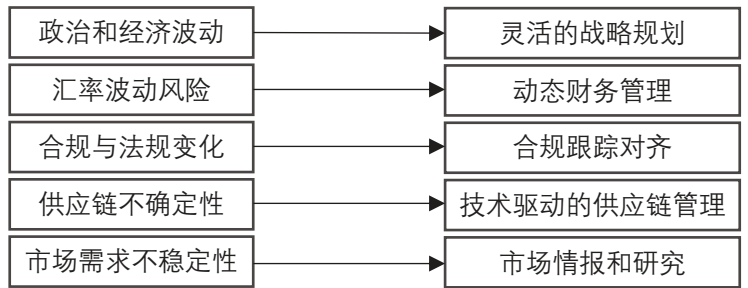 政治和经济波动
灵活的战略规划
汇率波动风险
动态财务管理
合规与法规变化
合规跟踪对齐
供应链不确定性
技术驱动的供应链管理
市场需求不稳定性
市场情报和研究